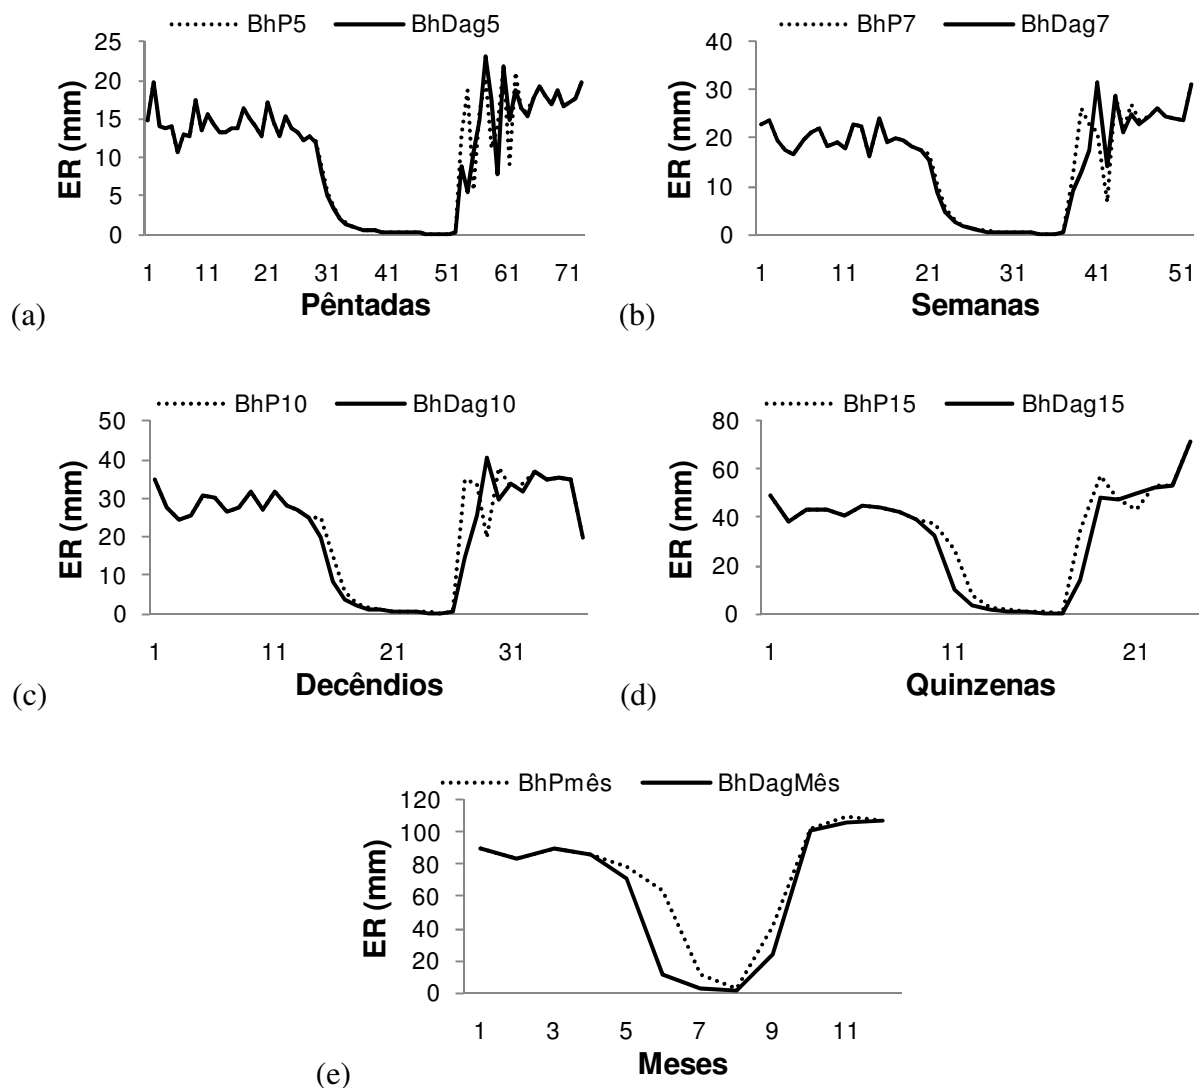 BhP5 BhDag5
25
20
15
10
5
0
ER (mm)
1 11 21 31 41 51 61 71
Pêntadas
(a)
BhP7 BhDag7
40
30
20
10
0
ER (mm)
1 11 21 31 41 51
Semanas
(b)
BhP10 BhDag10
50
40
30
20
10
0
ER (mm)
1 11 21 31
Decêndios
(c)
BhP15 BhDag15
80
60
40
20
0
ER (mm)
1 11 21
Quinzenas
(d)
BhPmês BhDagMês
120
100
80
60
40
20
0
ER (mm)
1 3 5 7 9 11
Meses
(e)